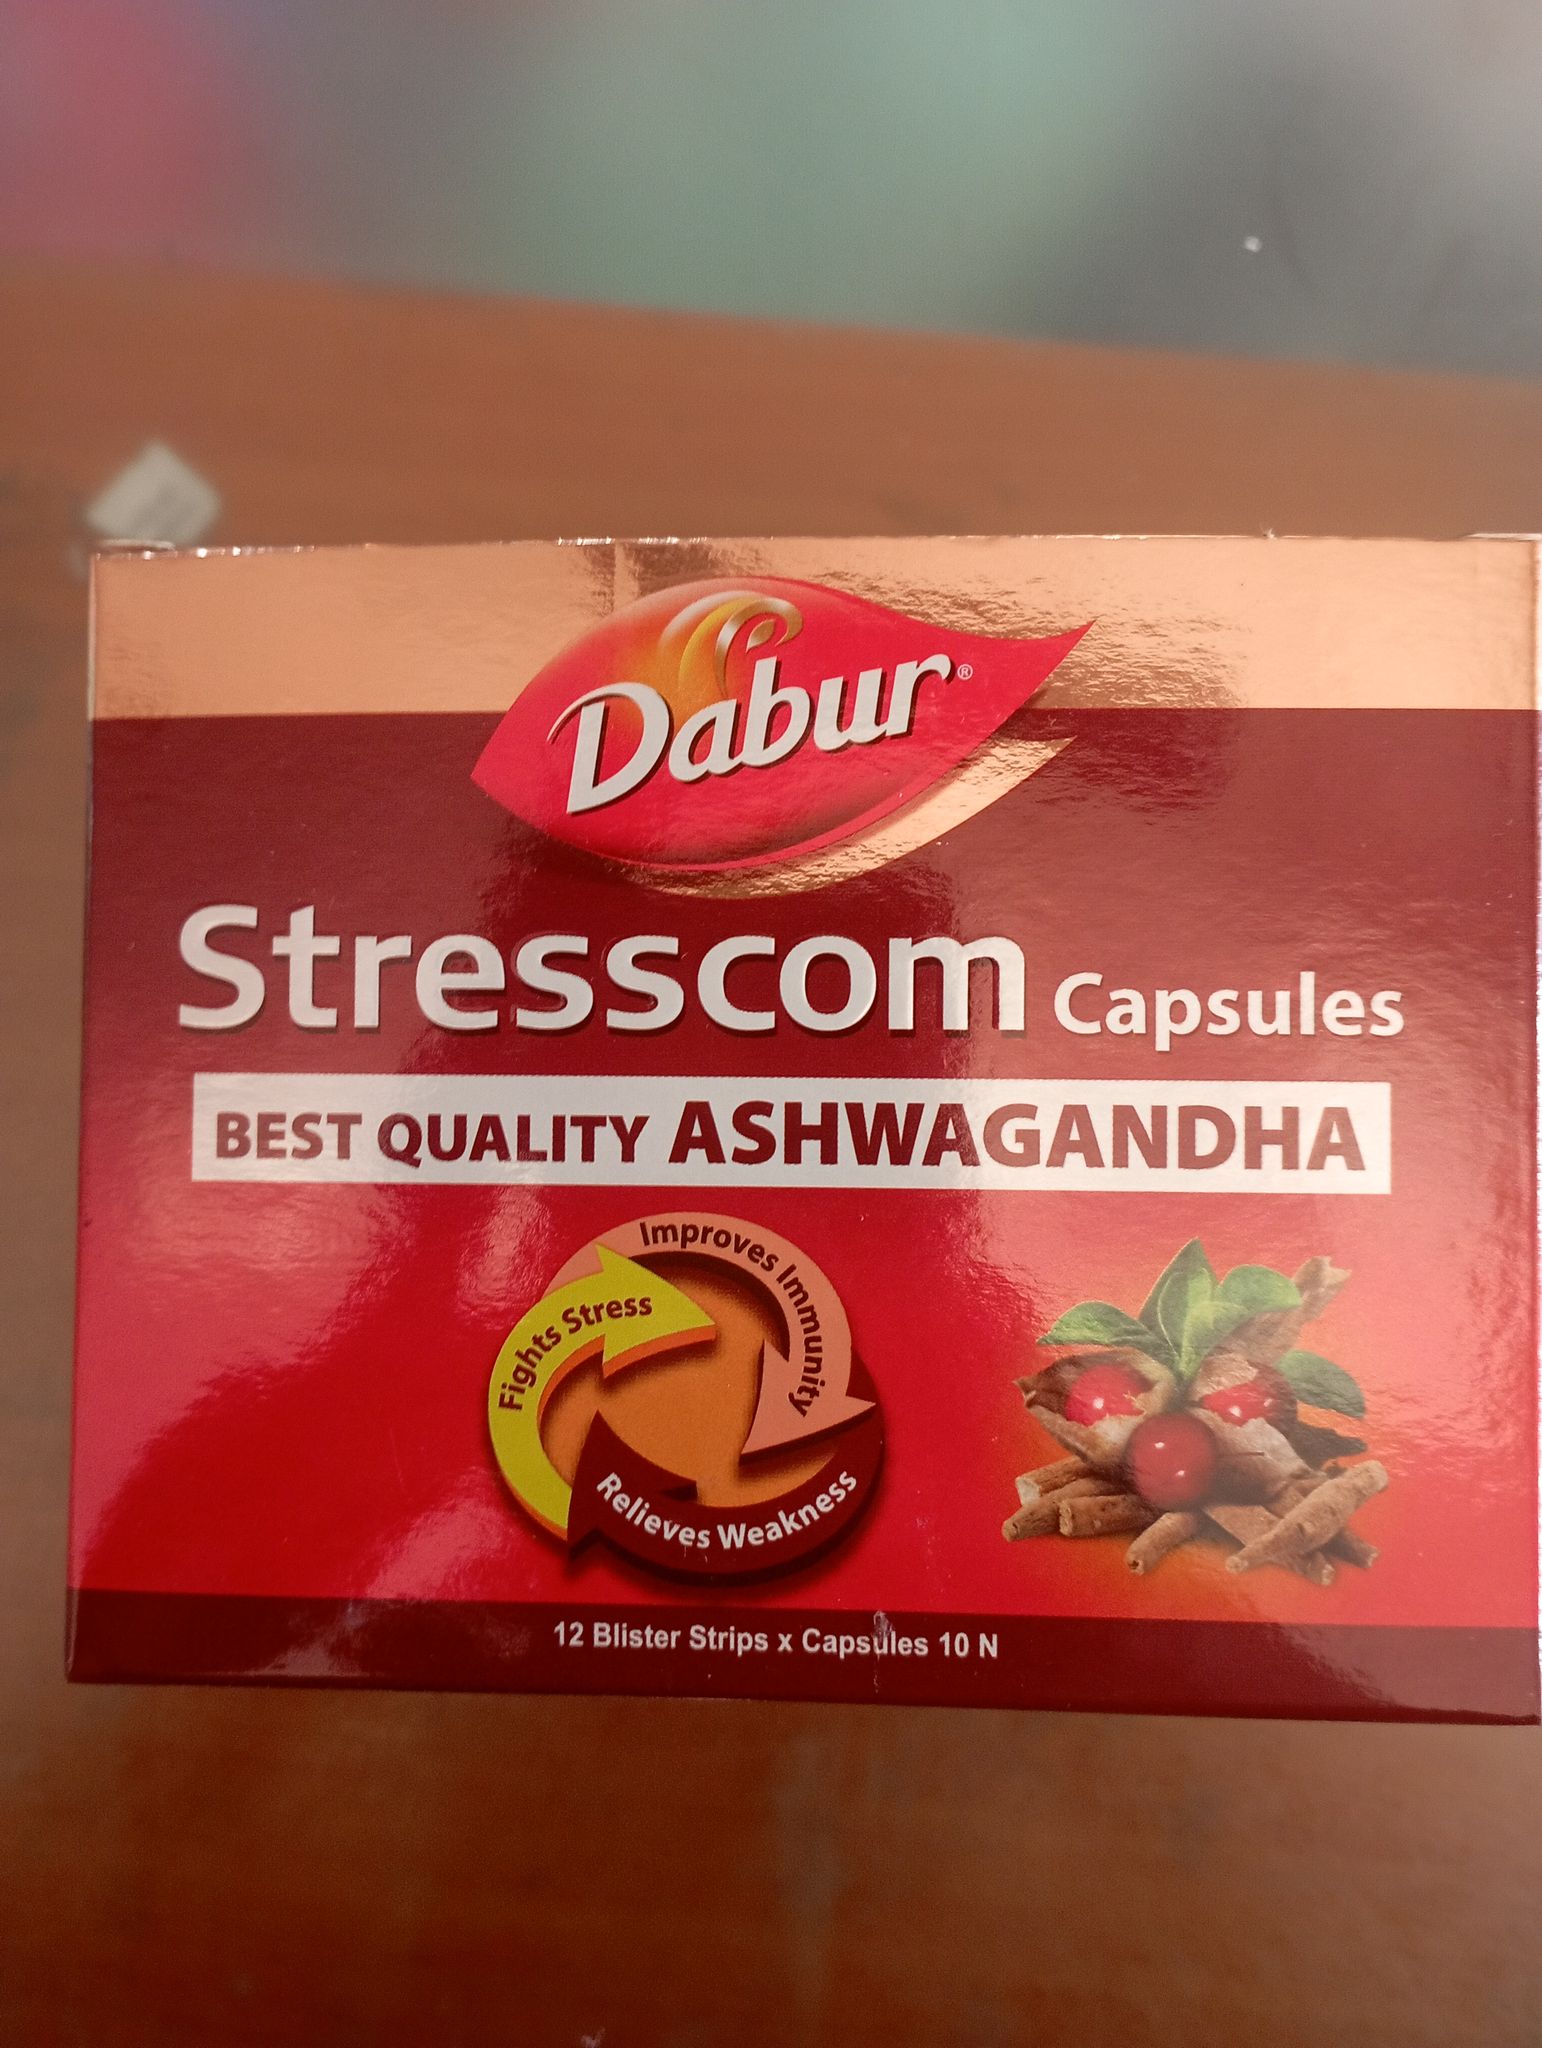 Dabur®
Stresscom Capsules
BEST QUALITY ASHWAGANDHA
Fights Stress
Improves Immunity
Relieves Weakness
12 Blister Strips x Capsules 10 N